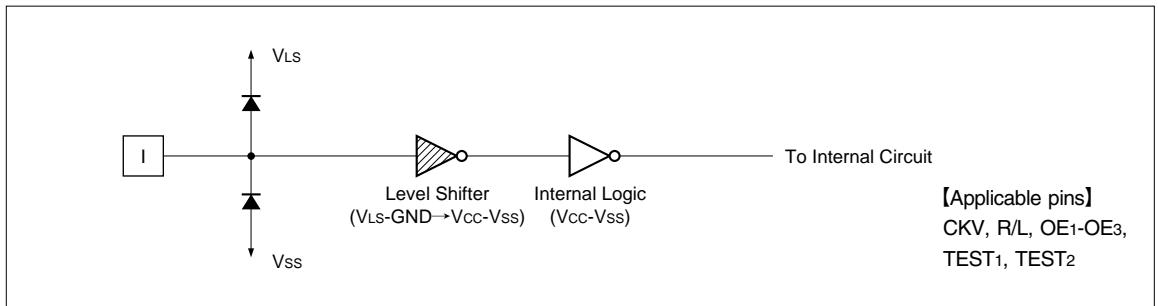 VLS
I
To Internal Circuit
Level Shifter
(VLS-GND→VCC-VSS)
Internal Logic
(VCC-VSS)
VSS
【Applicable pins】
CKV, R/L, OE1-OE3,
TEST1, TEST2